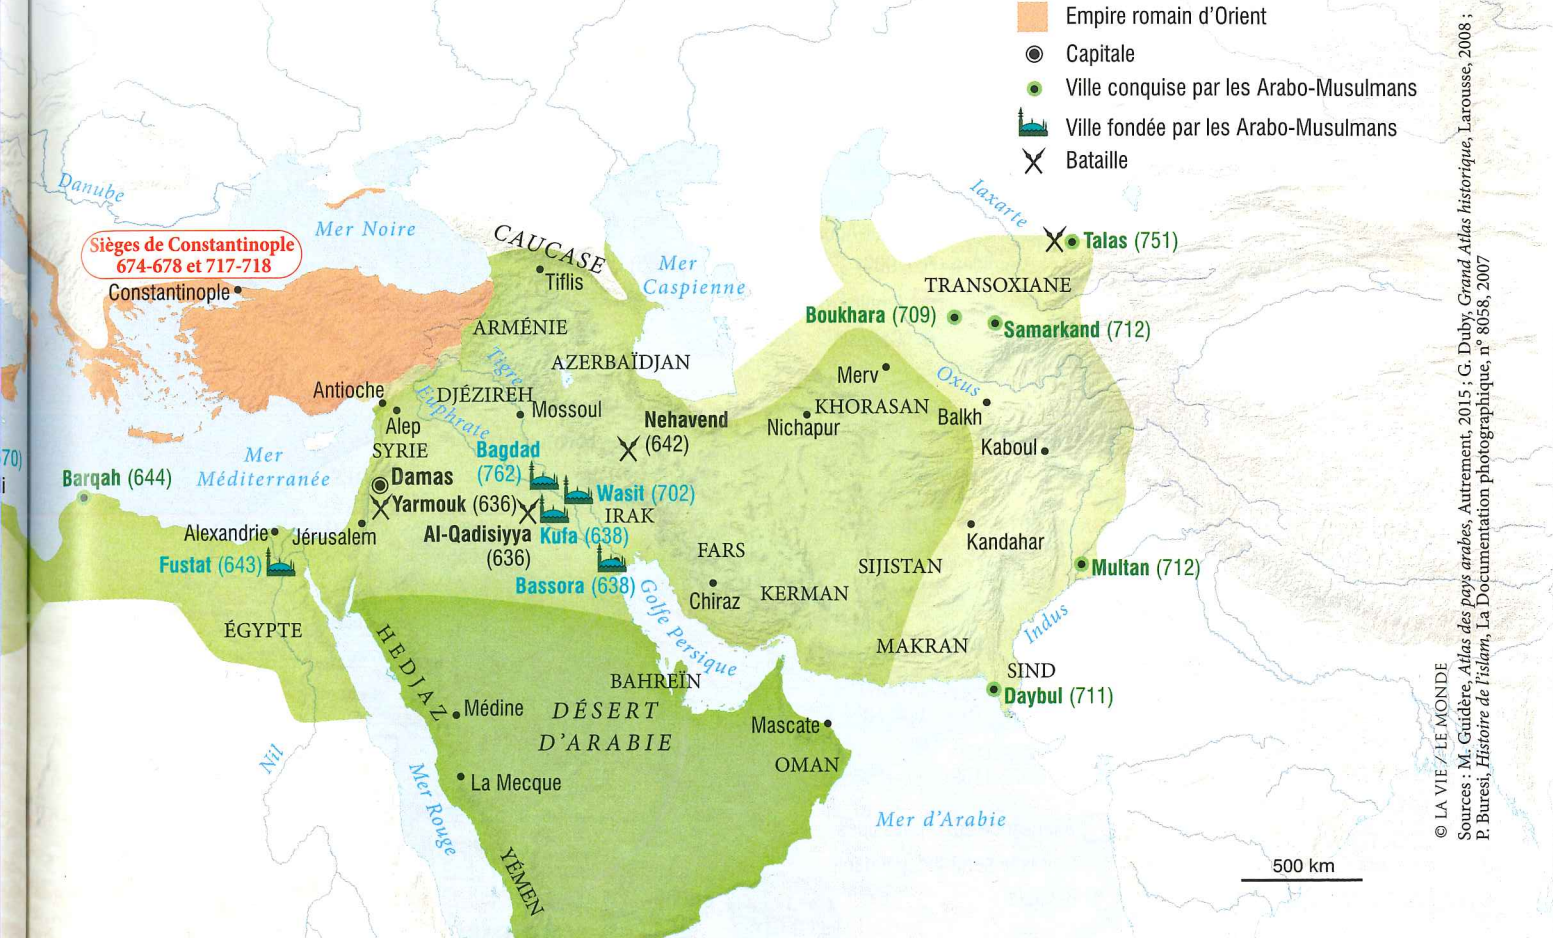 Empire romain d'Orient
Capitale
Ville conquise par les Arabo-Musulmans
Ville fondée par les Arabo-Musulmans
Bataille
Danube
Mer Noire
Sièges de Constantinople
674-678 et 717-718
Constantinople
CAUCASE
Tiflis
Mer
Caspienne
Iaxarte
Talas (751)
TRANSOXIANE
Boukhara (709)
Samarkand (712)
ARMÉNIE
AZERBAÏDJAN
Tigre
Merv
Oxus
Antioche
DJÉZIREH
Euphrate
Mossoul
Alep
SYRIE
Nehavend
(642)
KHORASAN
Nichapur
Balkh
Kaboul
70)
i
Barqah (644)
Mer
Méditerranée
Bagdad
(762)
Damas
Yarmouk (636)
Wasit (702)
IRAK
Alexandrie
Jérusalem
Al-Qadisiyya
(636)
Kufa (638)
Fustat (643)
Bassora (638)
FARS
Chiraz
KERMAN
SIJISTAN
Kandahar
Multan (712)
Golfe Persique
Indus
ÉGYPTE
HEDJAZ
MAKRAN
SIND
Daybul (711)
BAHREÏN
Médine
DÉSERT
D'ARABIE
Mascate
OMAN
Nil
La Mecque
Mer Rouge
Mer d'Arabie
YÉMEN
500 km
© LA VIE / LE MONDE
Sources : M. Guidère, Atlas des pays arabes, Autrement, 2015 ; G. Duby, Grand Atlas historique, Larousse, 2008 ;
P. Buresi, Histoire de l'islam, La Documentation photographique, n° 8058, 2007